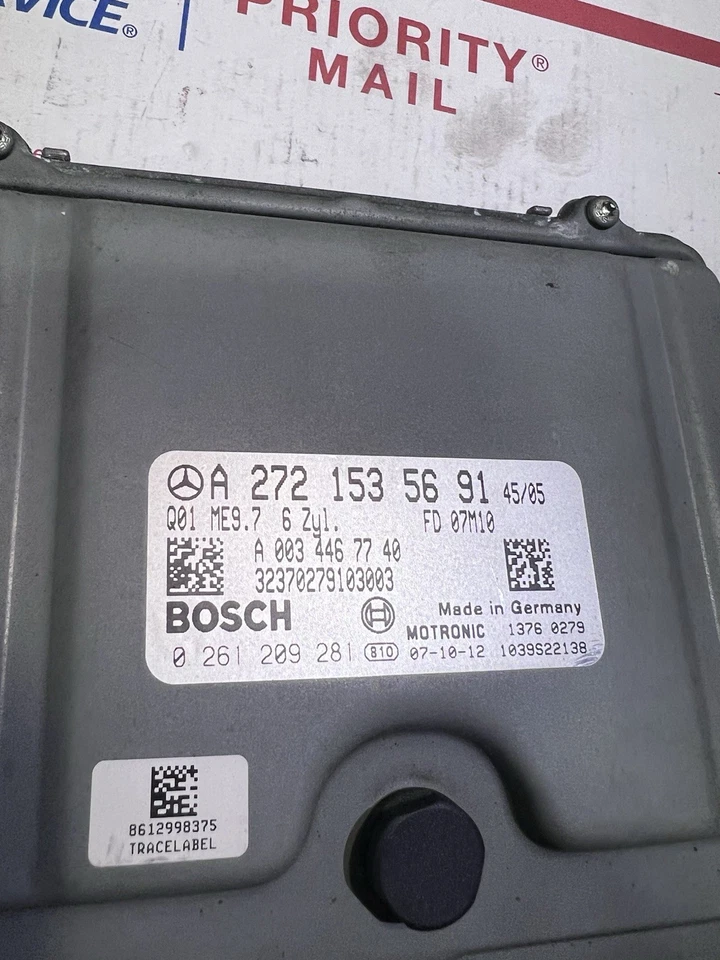 VICE®
PRIORITY®
MAIL
A 272 153 56 91 45/05
Q01 ME9.7 6 Zyl. FD 07M10
A 003 446 77 40
32370279103003
BOSCH
Made in Germany
MOTRONIC 1376 0279
0 261 209 281 810 07-10-12 1039S22138
8612998375
TRACELABEL